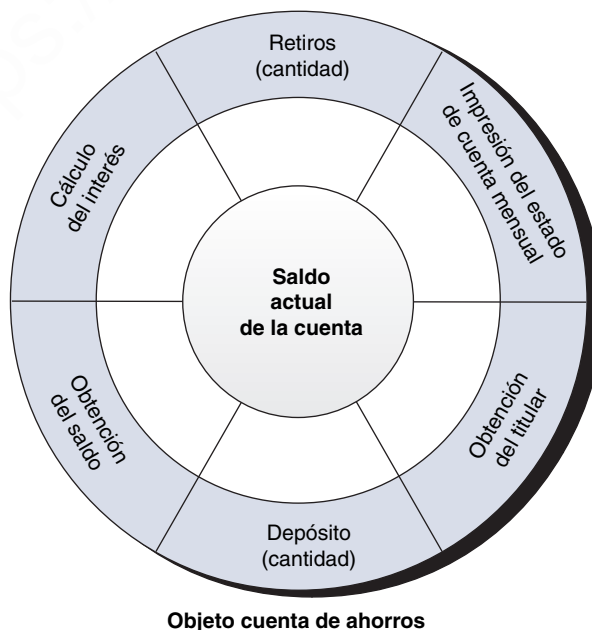 Retiros
(cantidad)
Impresión del estado
de cuenta mensual
Cálculo
del interés
Saldo
actual
de la cuenta
Obtención
del saldo
Obtención
del titular
Depósito
(cantidad)
Objeto cuenta de ahorros